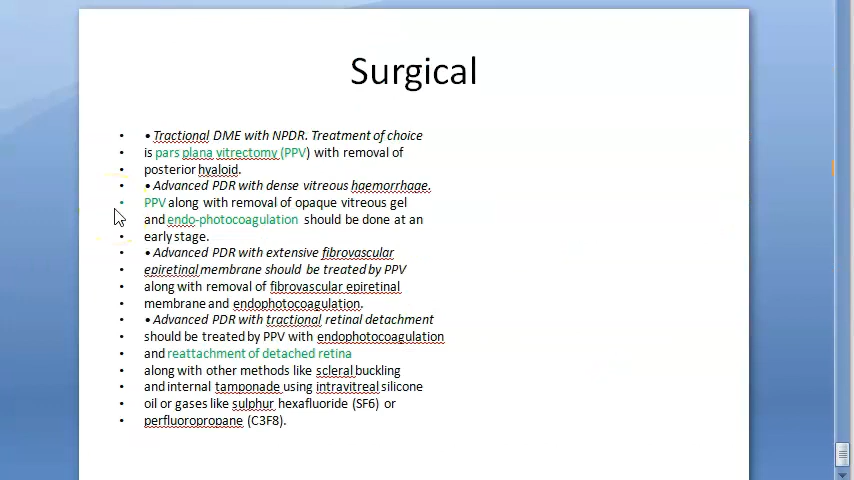 Surgical
• • Tractional DME with NPDR. Treatment of choice
• is pars plana vitrectomy (PPV) with removal of
• posterior hyaloid.
• • Advanced PDR with dense vitreous haemorrhage.
• PPV along with removal of opaque vitreous gel
• and endo-photocoagulation should be done at an
• early stage.
• • Advanced PDR with extensive fibrovascular
• epiretinal membrane should be treated by PPV
• along with removal of fibrovascular epiretinal
• membrane and endophotocoagulation.
• • Advanced PDR with tractional retinal detachment
• should be treated by PPV with endophotocoagulation
• and reattachment of detached retina
• along with other methods like scleral buckling
• and internal tamponade using intravitreal silicone
• oil or gases like sulphur hexafluoride (SF6) or
• perfluoropropane (C3F8).